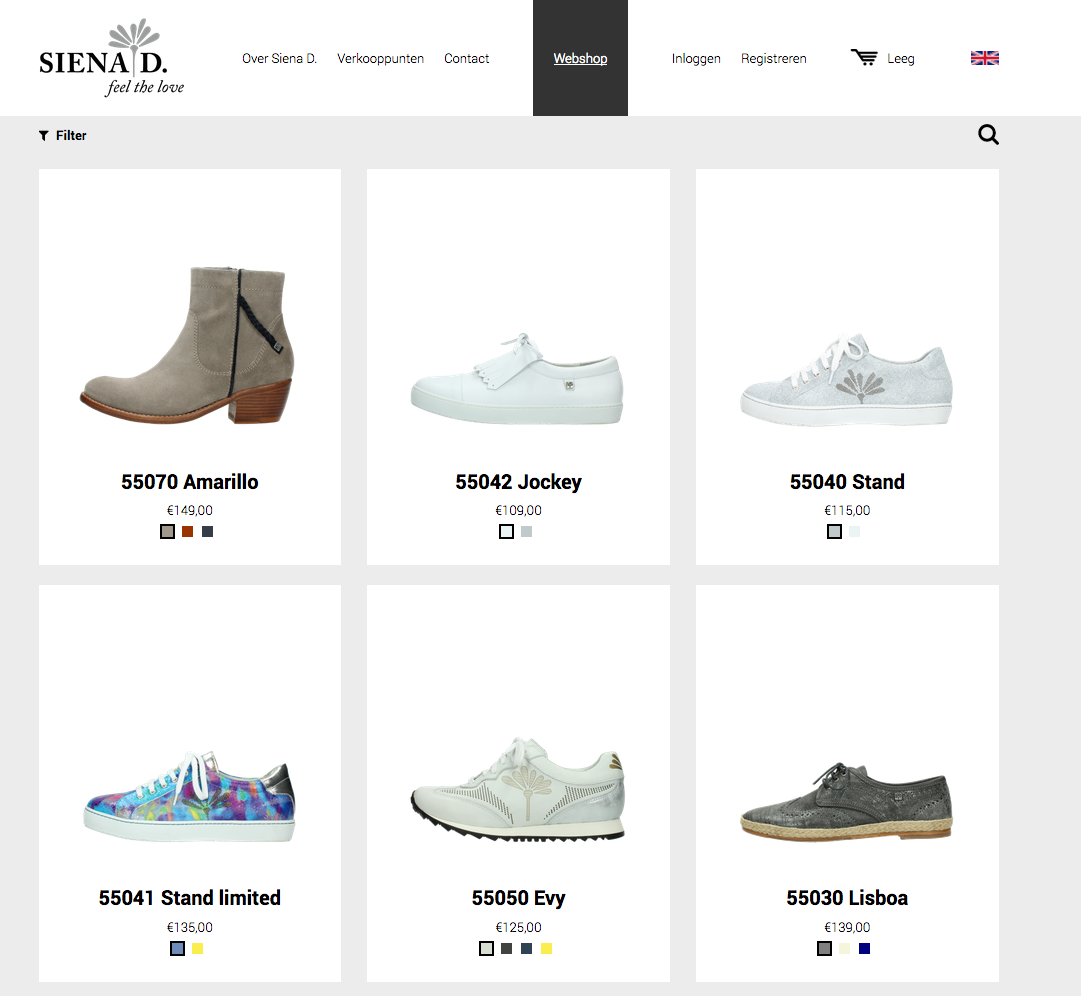 SIENA D.
feel the love
Over Siena D. Verkooppunten Contact Webshop Inloggen Registreren Leeg
Filter
55070 Amarillo
€149,00
55042 Jockey
€109,00
55040 Stand
€115,00
55041 Stand limited
€135,00
55050 Evy
€125,00
55030 Lisboa
€139,00